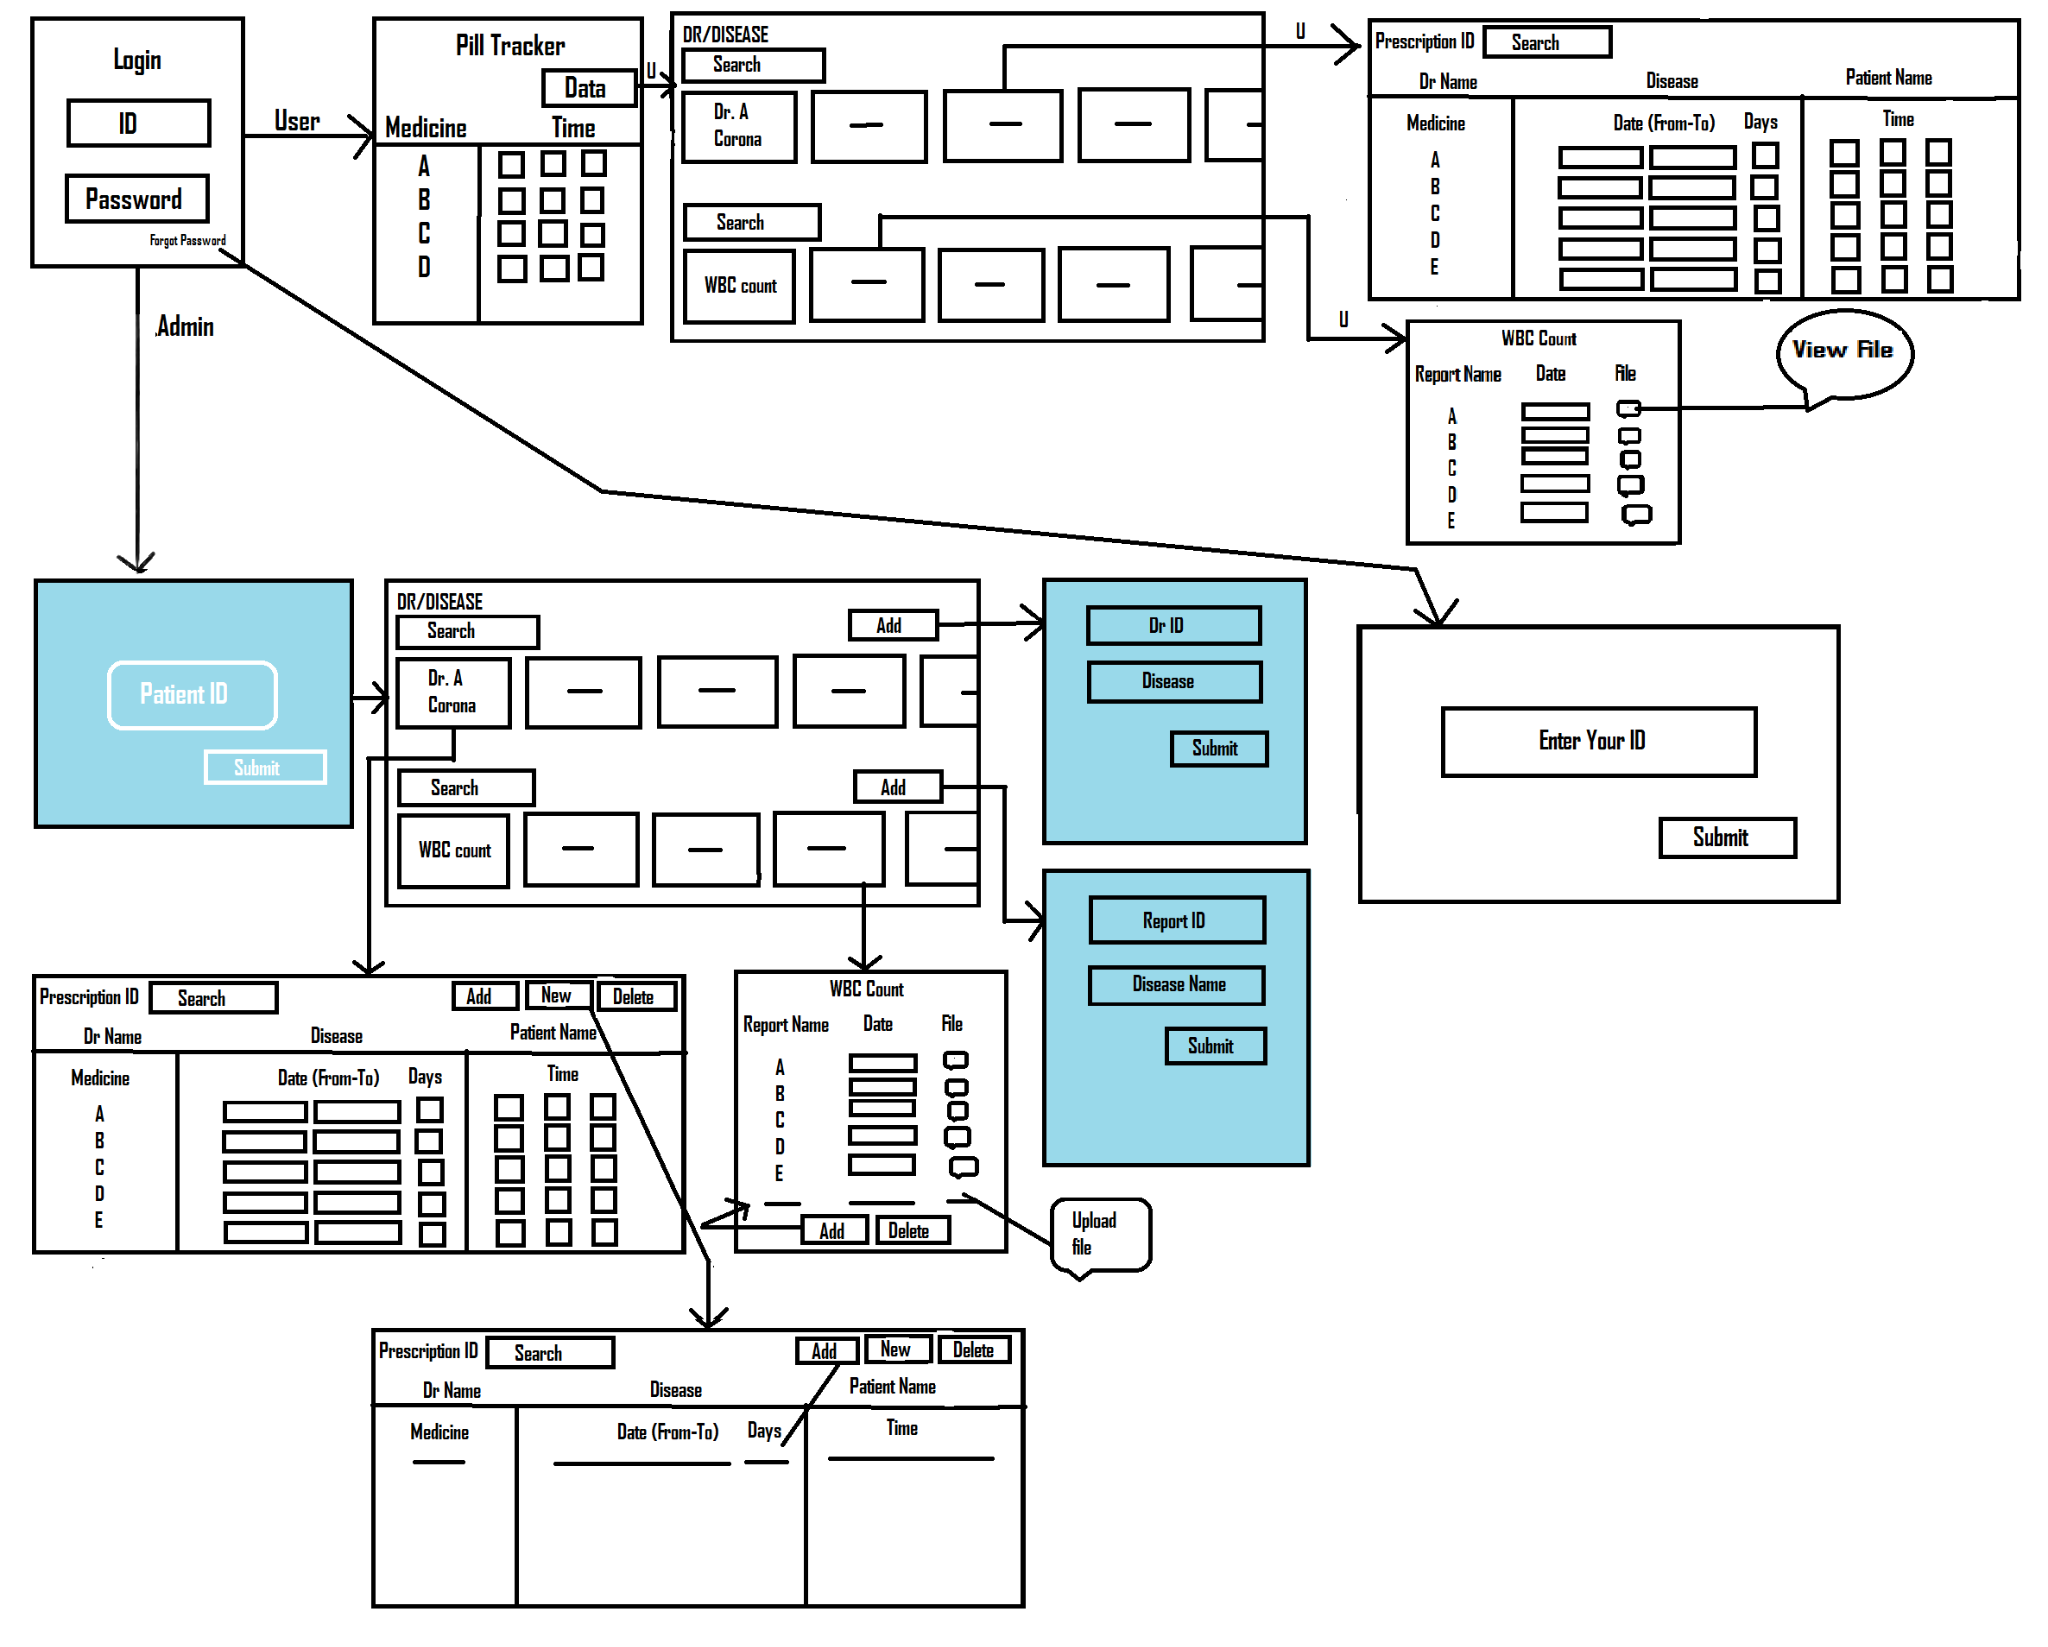 Login
ID
Password
Forgot Password
User
Admin
Pill Tracker
Data
Medicine Time
A
B
C
D
U
DR/DISEASE
Search
Dr. A
Corona
Search
WBC count
U
U
Prescription ID Search
Dr Name Disease Patient Name
Medicine Date (From-To) Days Time
A
B
C
D
E
WBC Count
Report Name Date File
A
B
C
D
E
View File
Patient ID
Submit
DR/DISEASE
Search Add
Dr. A
Corona
Search Add
WBC count
Dr ID
Disease
Submit
Report ID
Disease Name
Submit
Enter Your ID
Submit
Prescription ID Search Add New Delete
Dr Name Disease Patient Name
Medicine Date (From-To) Days Time
A
B
C
D
E
WBC Count
Report Name Date File
A
B
C
D
E
Add Delete
Upload
file
Prescription ID Search Add New Delete
Dr Name Disease Patient Name
Medicine Date (From-To) Days Time